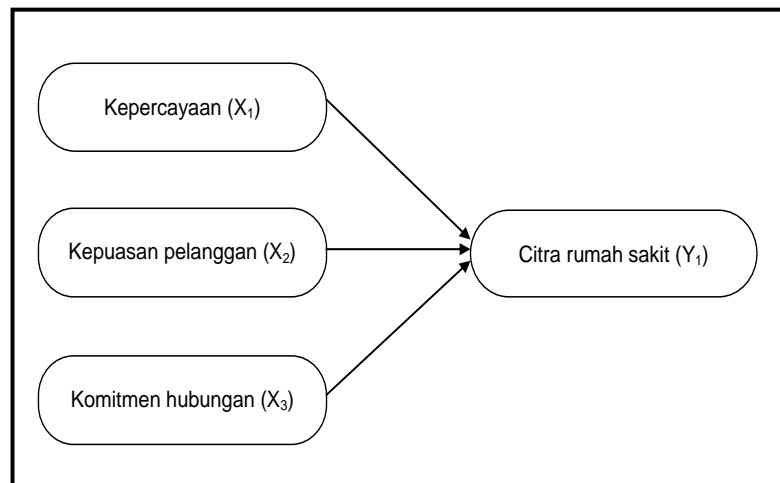 Kepercayaan (X₁)
Kepuasan pelanggan (X₂)
Citra rumah sakit (Y₁)
Komitmen hubungan (X₃)